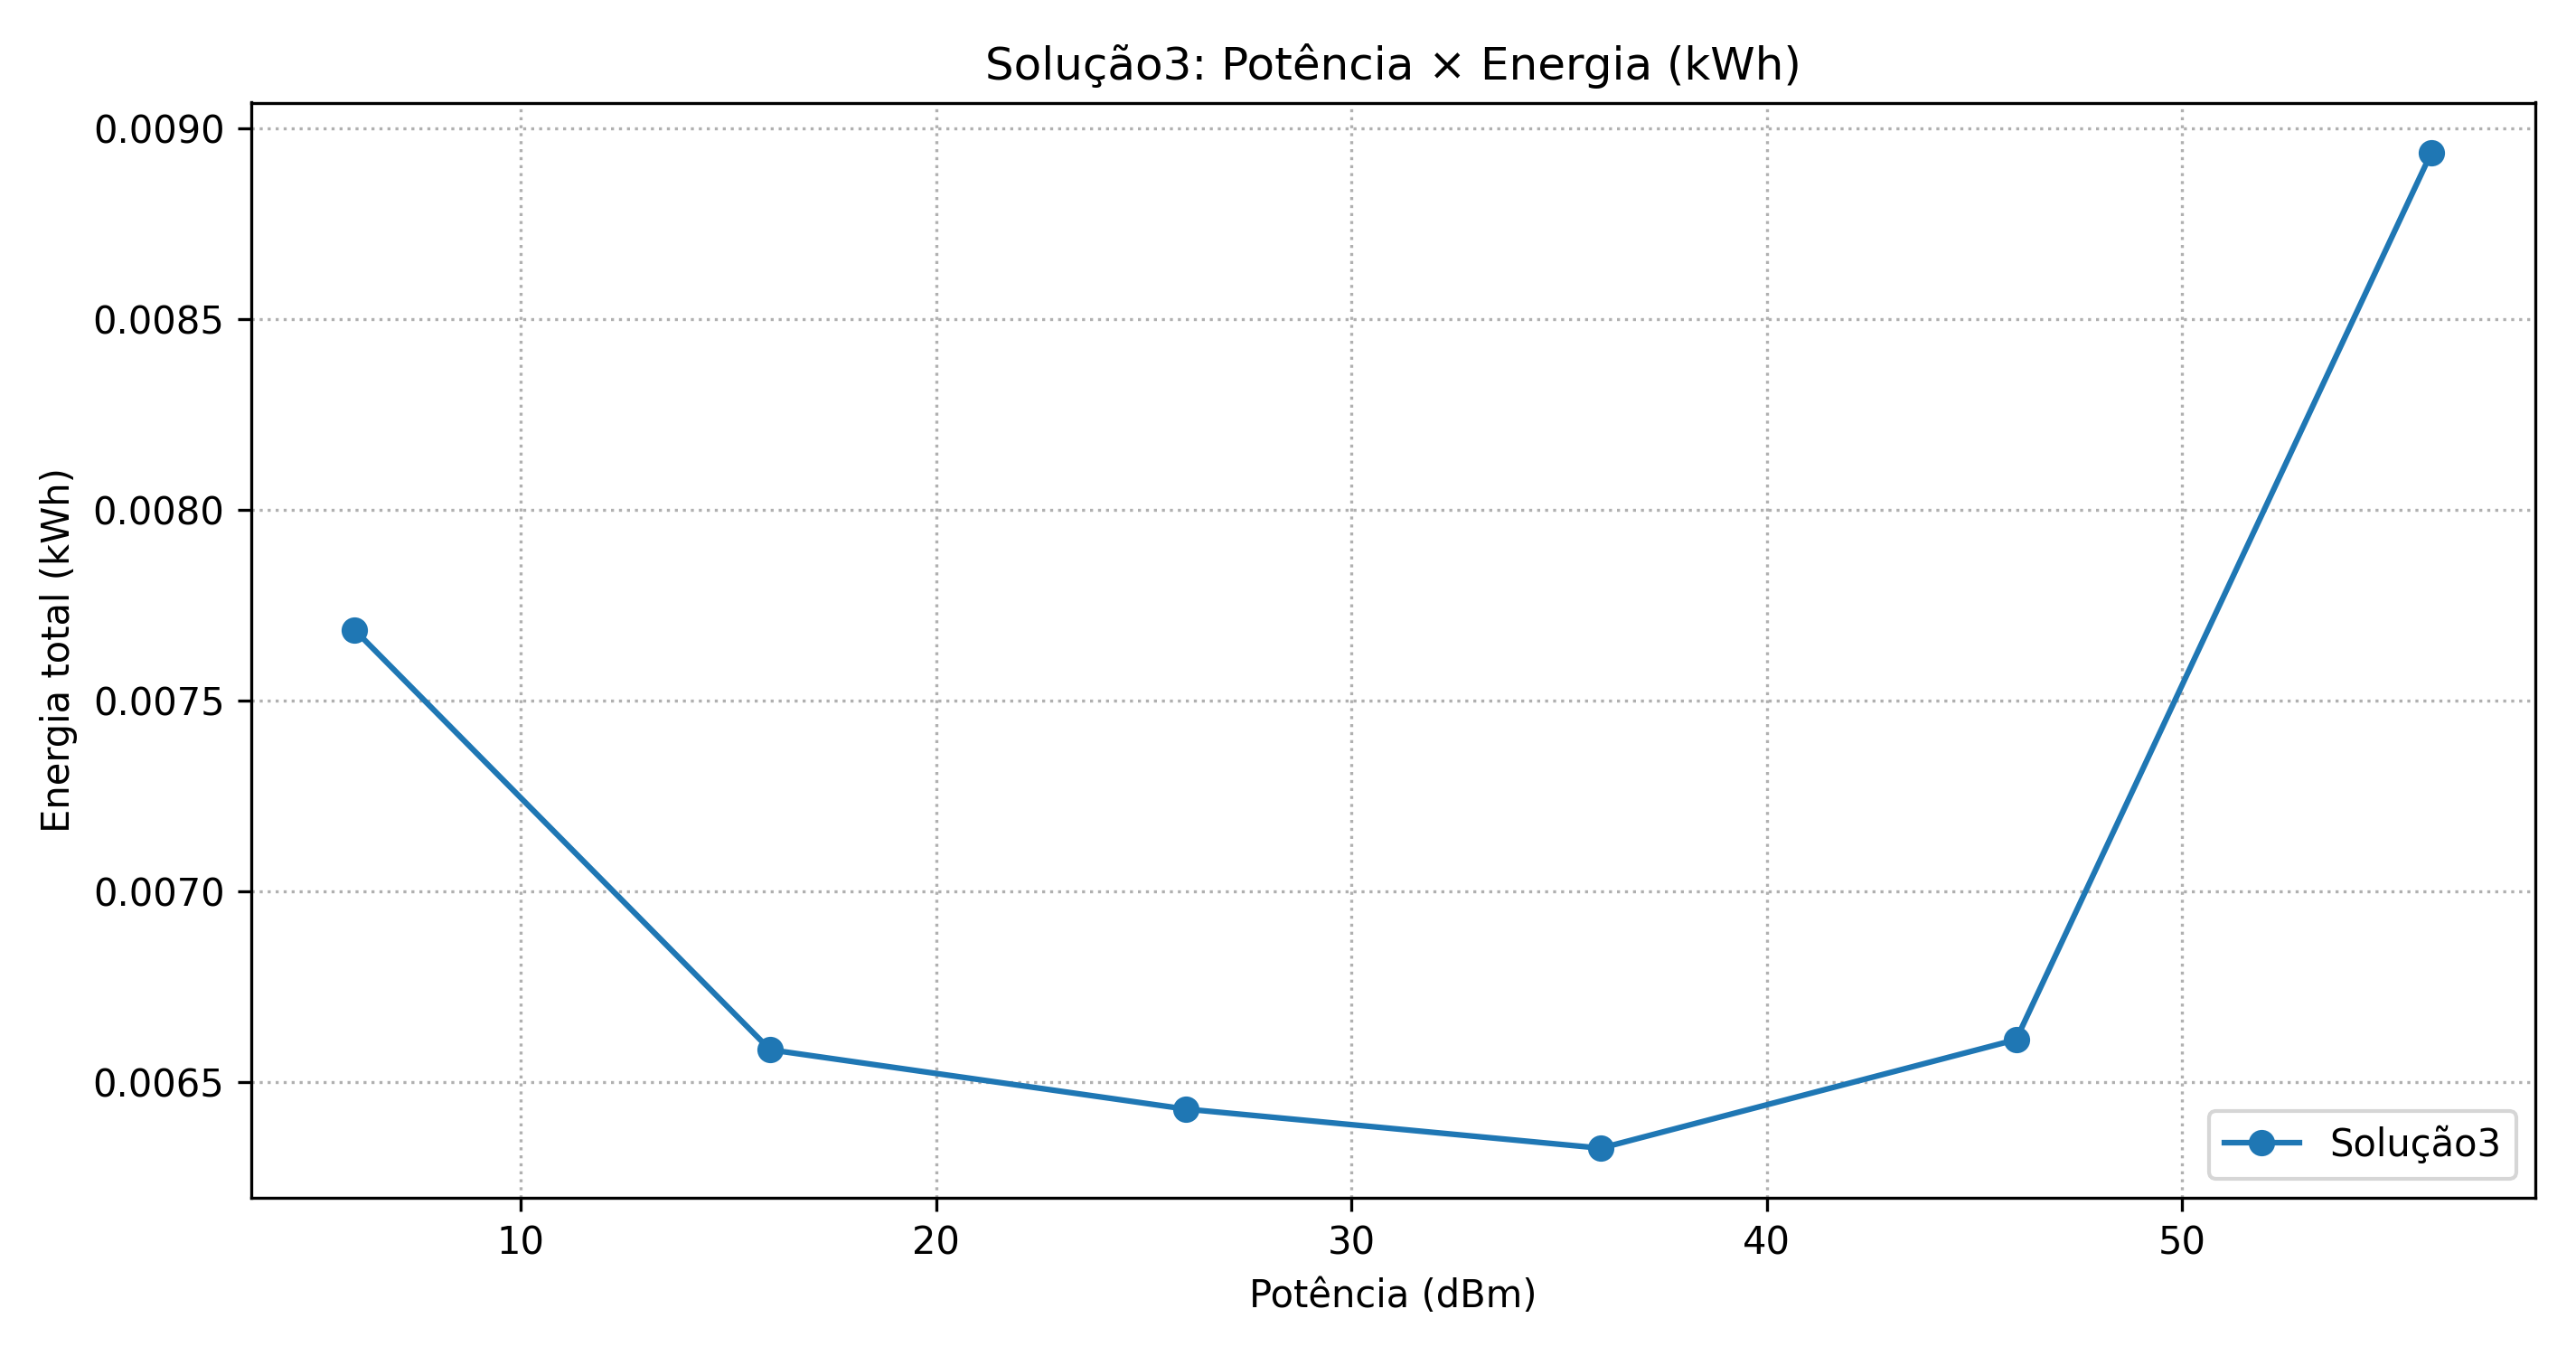 Solução3: Potência × Energia (kWh)
Energia total (kWh)
0.0090
0.0085
0.0080
0.0075
0.0070
0.0065
10 20 30 40 50
Potência (dBm)
Solução3